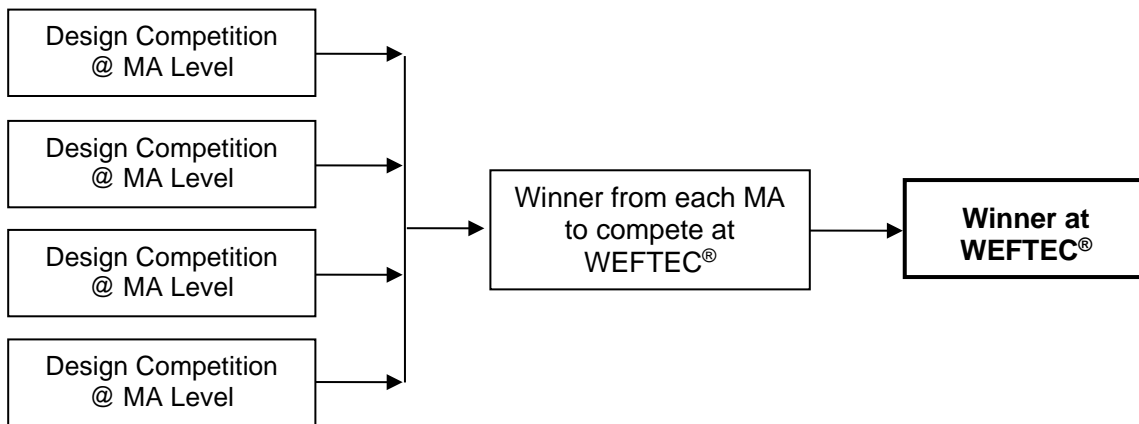 Design Competition
@ MA Level
Design Competition
@ MA Level
Design Competition
@ MA Level
Design Competition
@ MA Level
Winner from each MA
to compete at
WEFTEC®
Winner at
WEFTEC®